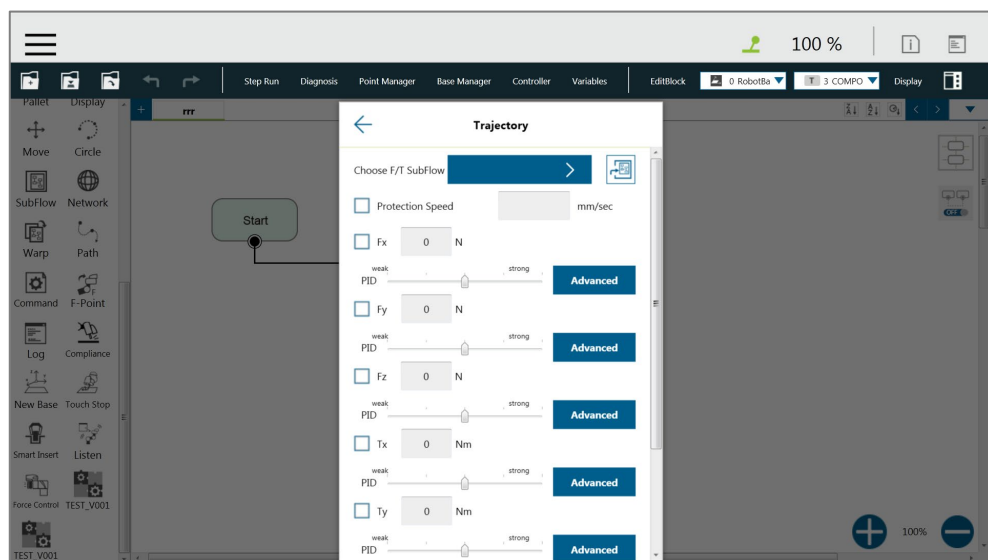 100 %
Step Run Diagnosis Point Manager Base Manager Controller Variables EditBlock 0 RobotBa T 3 COMPO Display
Pallet Display
+ rrr
Move Circle
SubFlow Network
Warp Path
Command F-Point
Log Compliance
New Base Touch Stop
Smart Insert Listen
Force Control TEST_V001
TEST_V001
Start
Trajectory
Choose F/T SubFlow
Protection Speed mm/sec
Fx 0 N
weak strong
PID Advanced
Fy 0 N
weak strong
PID Advanced
Fz 0 N
weak strong
PID Advanced
Tx 0 Nm
weak strong
PID Advanced
Ty 0 Nm
weak strong
PID Advanced
OFF
100%